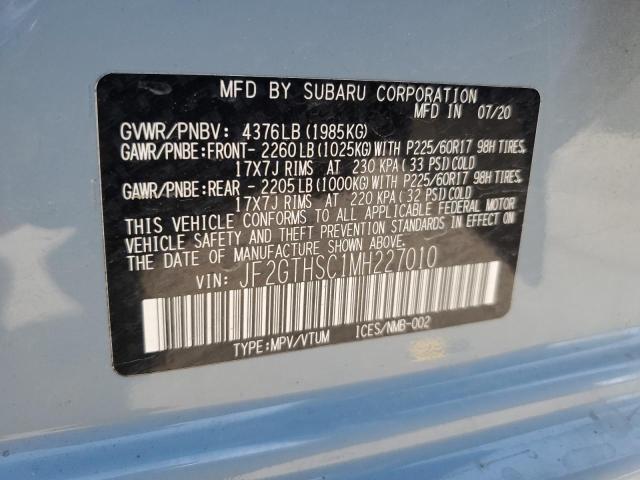 MFD BY SUBARU CORPORATION
MFD IN 07/20
GVWR/PNBV: 4376LB (1985KG)
GAWR/PNBE:FRONT- 2260LB (1025KG) WITH P225/60R17 98H TIRES,
17X7J RIMS AT 230 KPA (33 PSI) COLD
GAWR/PNBE:REAR - 2205LB (1000KG) WITH P225/60R17 98H TIRES,
17X7J RIMS AT 220 KPA (32 PSI) COLD
THIS VEHICLE CONFORMS TO ALL APPLICABLE FEDERAL MOTOR
VEHICLE SAFETY AND THEFT PREVENTION STANDARDS IN EFFECT ON
THE DATE OF MANUFACTURE SHOWN ABOVE.
VIN: JF2GTHSC1MH227010
TYPE:MPV/VTUM ICES/NMB-002